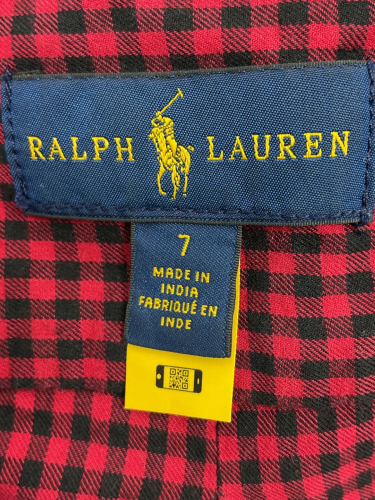 RALPH LAUREN
7
MADE IN
INDIA
FABRIQUÉ EN
INDE